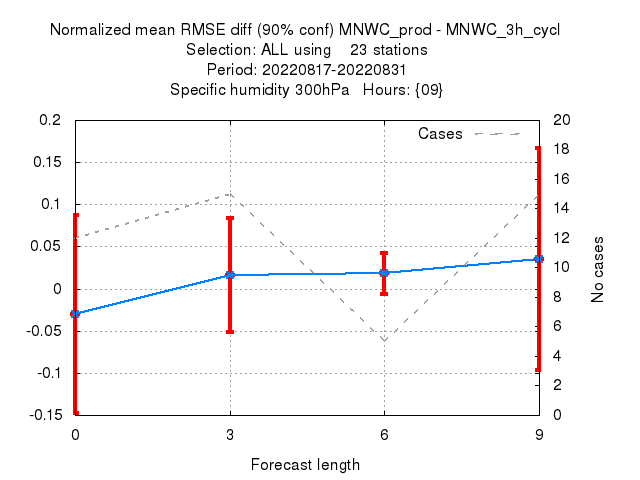 Normalized mean RMSE diff (90% conf) MNWC_prod - MNWC_3h_cycl
Selection: ALL using 23 stations
Period: 20220817-20220831
Specific humidity 300hPa Hours: {09}
Cases
0.2
0.15
0.1
0.05
0
-0.05
-0.1
-0.15
20
18
16
14
12
10
8
6
4
2
0
No cases
0 3 6 9
Forecast length